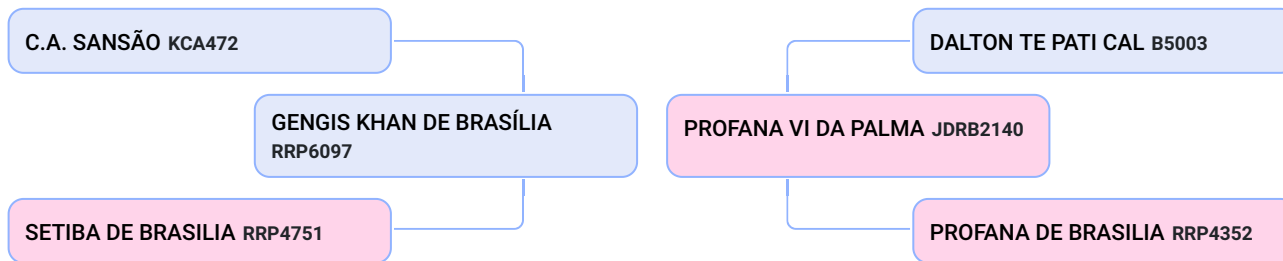 C.A. SANSÃO KCA472
DALTON TE PATI CAL B5003
GENGIS KHAN DE BRASÍLIA
RRP6097
PROFANA VI DA PALMA JDRB2140
SETIBA DE BRASILIA RRP4751
PROFANA DE BRASILIA RRP4352